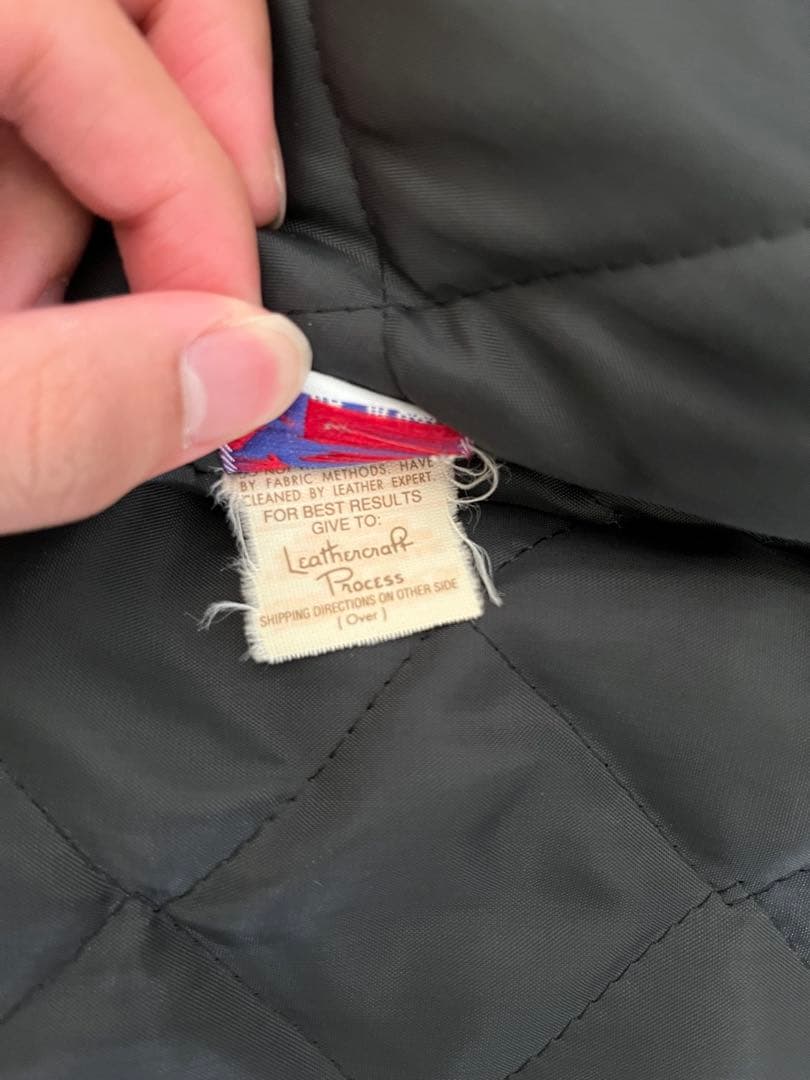 BY FABRIC METHODS. HAVE
CLEANED BY LEATHER EXPERT.
FOR BEST RESULTS
GIVE TO:
Leathercraft
Process
SHIPPING DIRECTIONS ON OTHER SIDE
(Over)